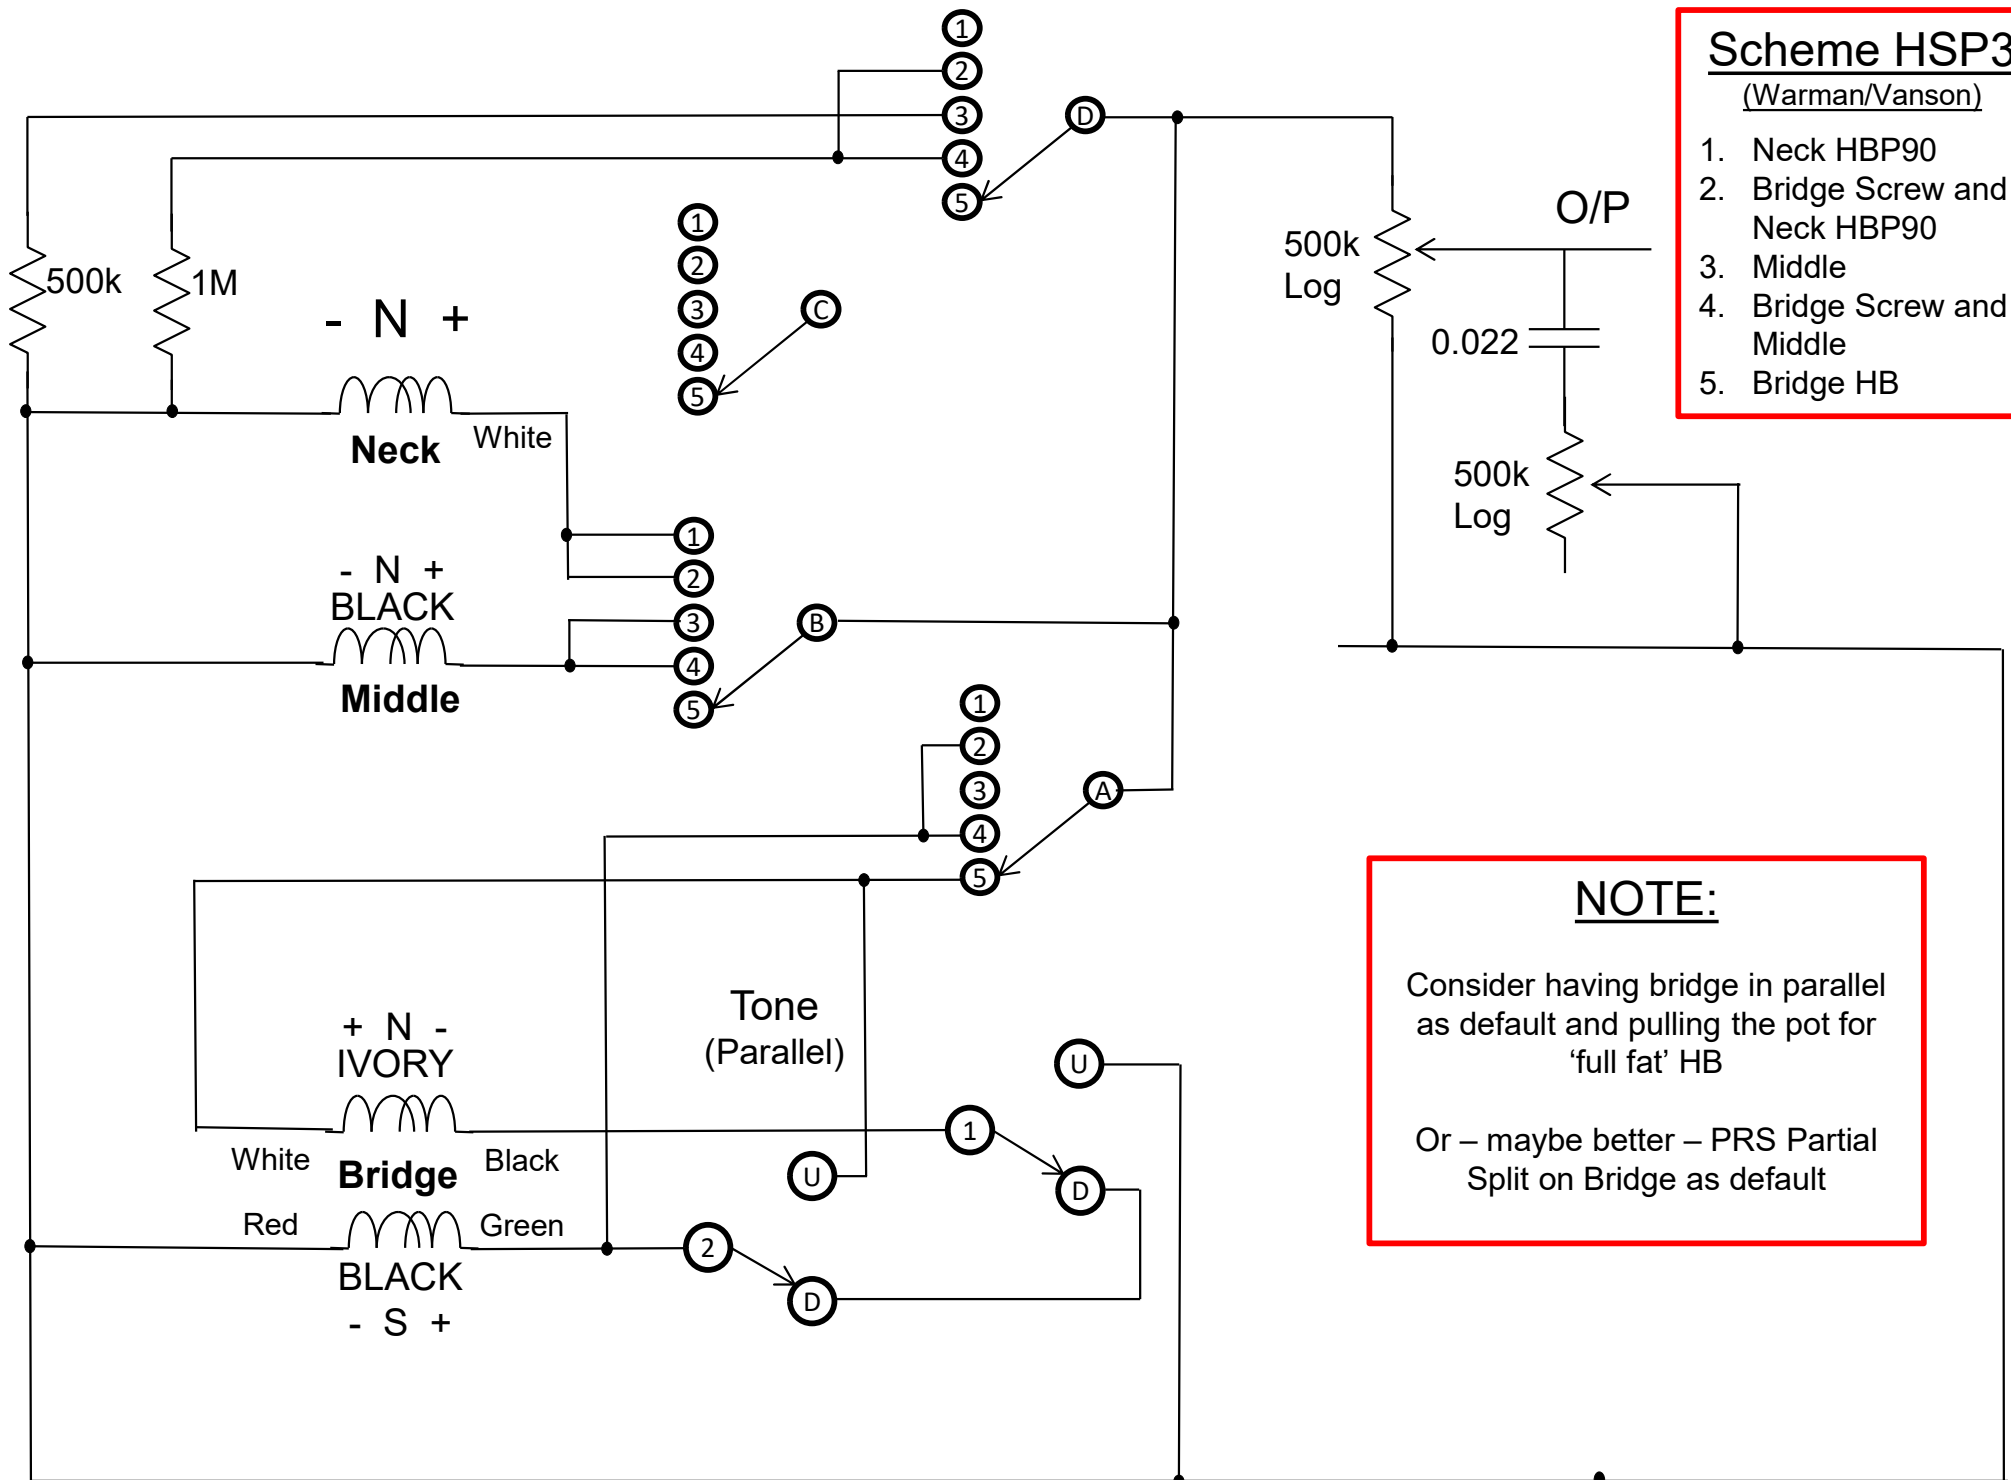 1
2
3
4
5
D
1
2
3
4
5
C
500k
1M
- N +
Neck
White
500k
Log
O/P
0.022
500k
Log
Scheme HSP3
(Warman/Vanson)
1. Neck HBP90
2. Bridge Screw and
Neck HBP90
3. Middle
4. Bridge Screw and
Middle
5. Bridge HB
- N +
BLACK
Middle
1
2
3
4
5
B
1
2
3
4
5
A
Tone
(Parallel)
+ N -
IVORY
White
Bridge
Black
Red
Green
BLACK
- S +
U
1
D
U
2
D
NOTE:
Consider having bridge in parallel
as default and pulling the pot for
‘full fat’ HB
Or – maybe better – PRS Partial
Split on Bridge as default